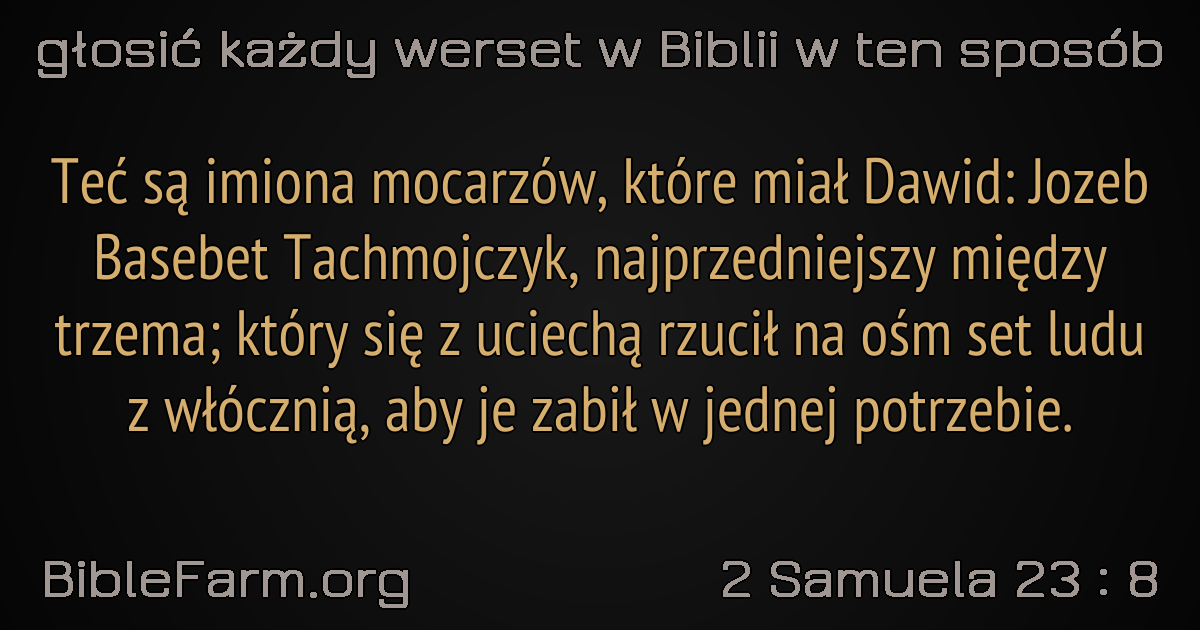 głosić każdy werset w Biblii w ten sposób
Teć są imiona mocarzów, które miał Dawid: Jozeb
Basebet Tachmojczyk, najprzedniejszy między
trzema; który się z uciechą rzucił na ośm set ludu
z włócznią, aby je zabił w jednej potrzebie.
BibleFarm.org
2 Samuela 23 : 8